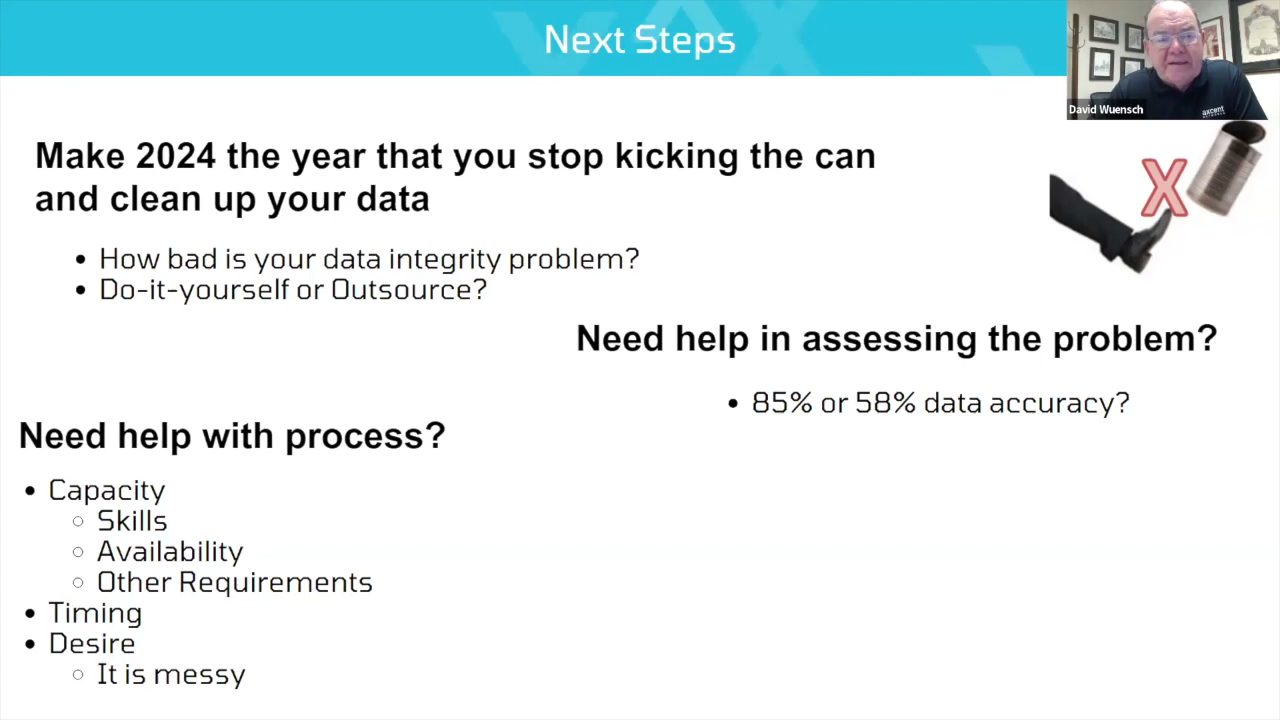 Next Steps
David Wuensch
axcent
Make 2024 the year that you stop kicking the can
and clean up your data
X
• How bad is your data integrity problem?
• Do-it-yourself or Outsource?
Need help in assessing the problem?
• 85% or 58% data accuracy?
Need help with process?
• Capacity
○ Skills
○ Availability
○ Other Requirements
• Timing
• Desire
○ It is messy